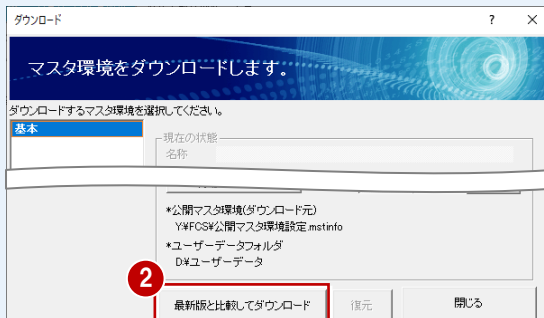 ダウンロード
マスタ環境をダウンロードします。
ダウンロードするマスタ環境を選択してください。
基本
現在の状態
名称
*公開マスタ環境(ダウンロード元)
Y:¥FCS¥公開マスタ環境設定.mstinfo
*ユーザーデータフォルダ
D:¥ユーザーデータ
2
最新版と比較してダウンロード 復元 閉じる